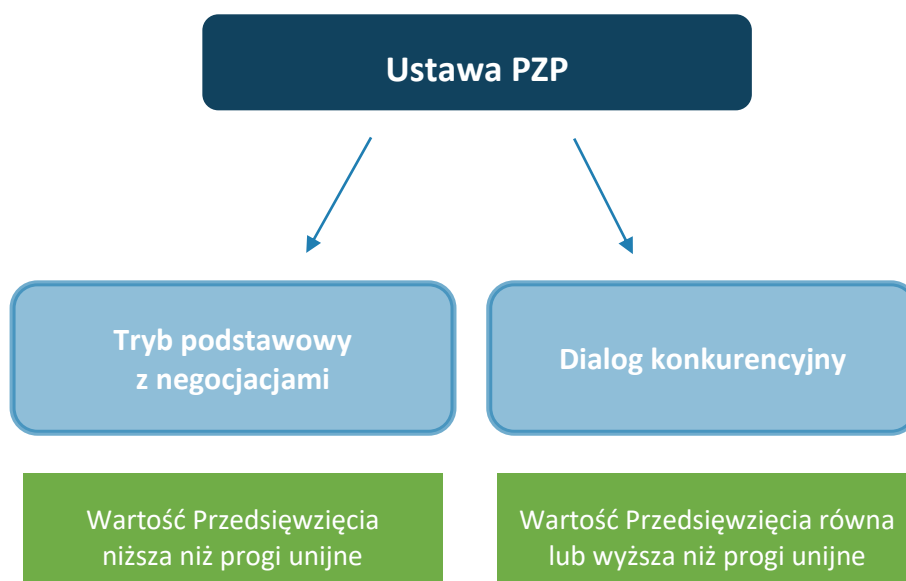 Ustawa PZP
Tryb podstawowy
z negocjacjami
Dialog konkurencyjny
Wartość Przedsięwzięcia
niższa niż progi unijne
Wartość Przedsięwzięcia równa
lub wyższa niż progi unijne